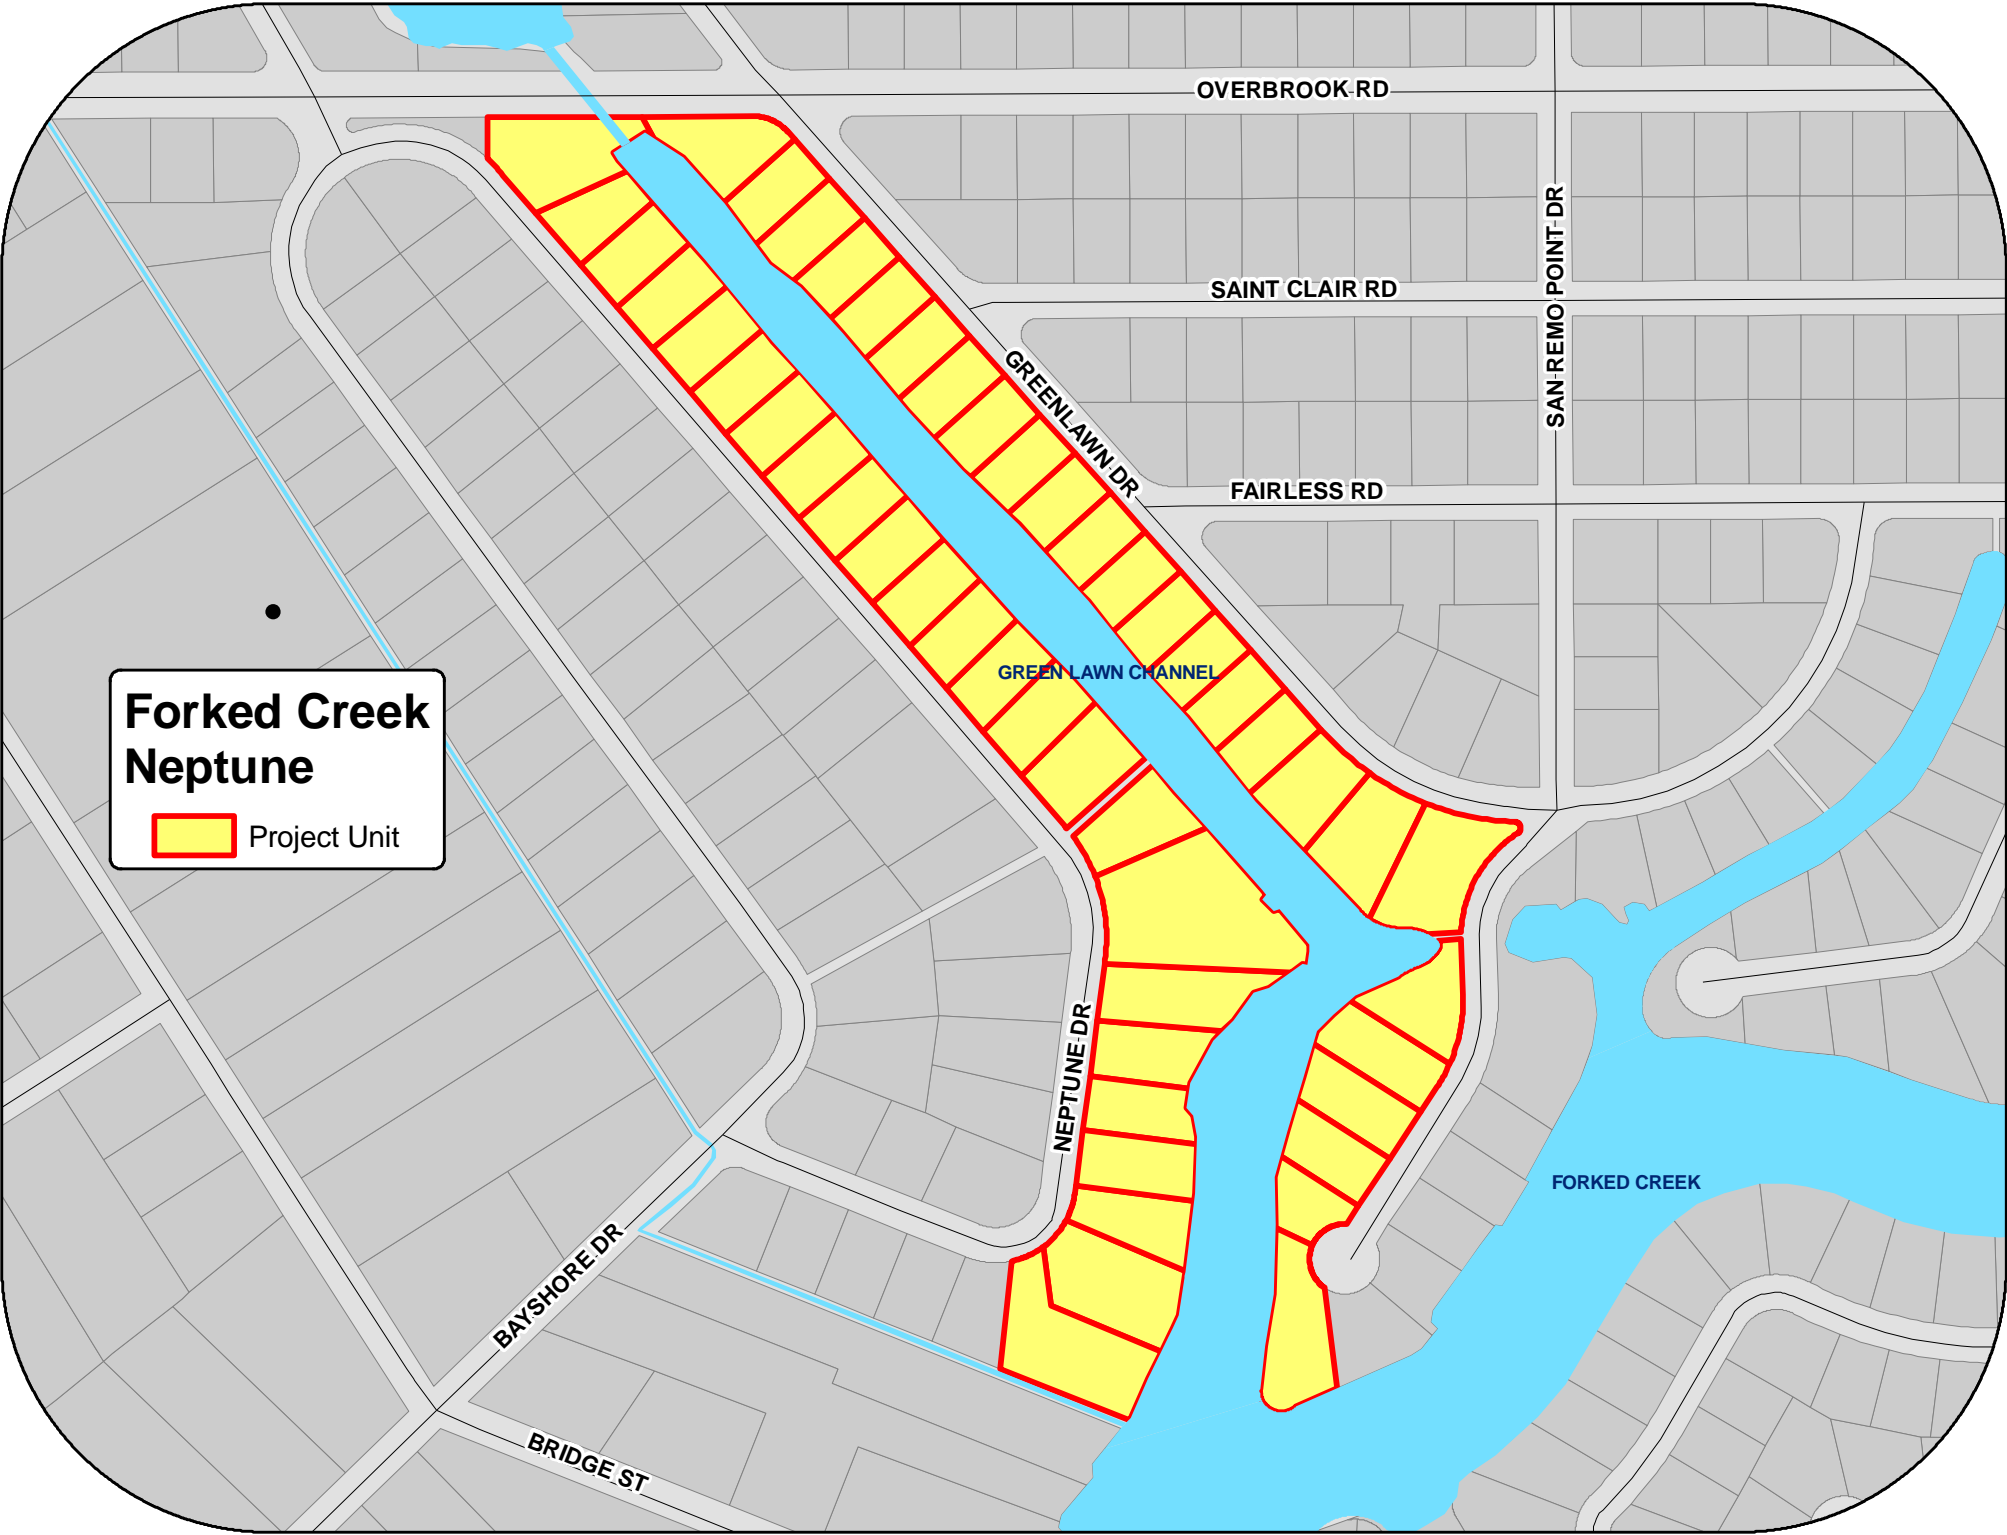 OVERBROOK RD
SAN REMO POINT DR
SAINT CLAIR RD
GREENLAWN DR
FAIRLESS RD
GREEN LAWN CHANNEL
Forked Creek
Neptune
Project Unit
NEPTUNE DR
FORKED CREEK
BAYSHORE DR
BRIDGE ST